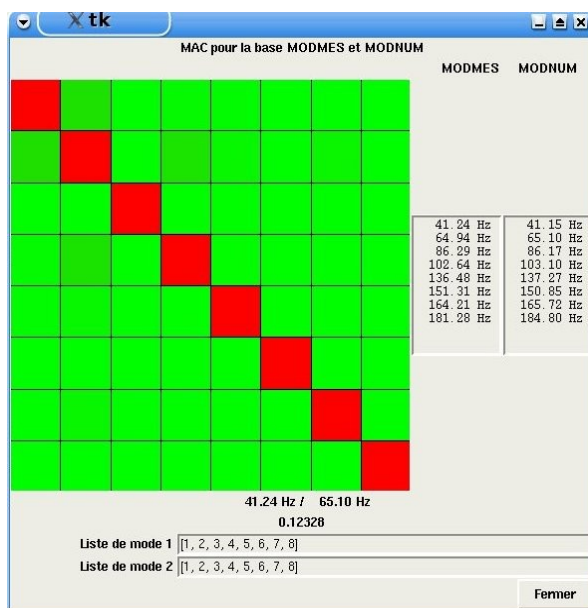 tk
MAC pour la base MODMES et MODNUM
MODMES MODNUM
41.24 Hz 41.15 Hz
64.94 Hz 65.10 Hz
86.29 Hz 86.17 Hz
102.64 Hz 103.10 Hz
136.48 Hz 137.27 Hz
151.31 Hz 150.85 Hz
164.21 Hz 165.72 Hz
181.28 Hz 184.80 Hz
41.24 Hz / 65.10 Hz
0.12328
Liste de mode 1 [1, 2, 3, 4, 5, 6, 7, 8]
Liste de mode 2 [1, 2, 3, 4, 5, 6, 7, 8]
Fermer